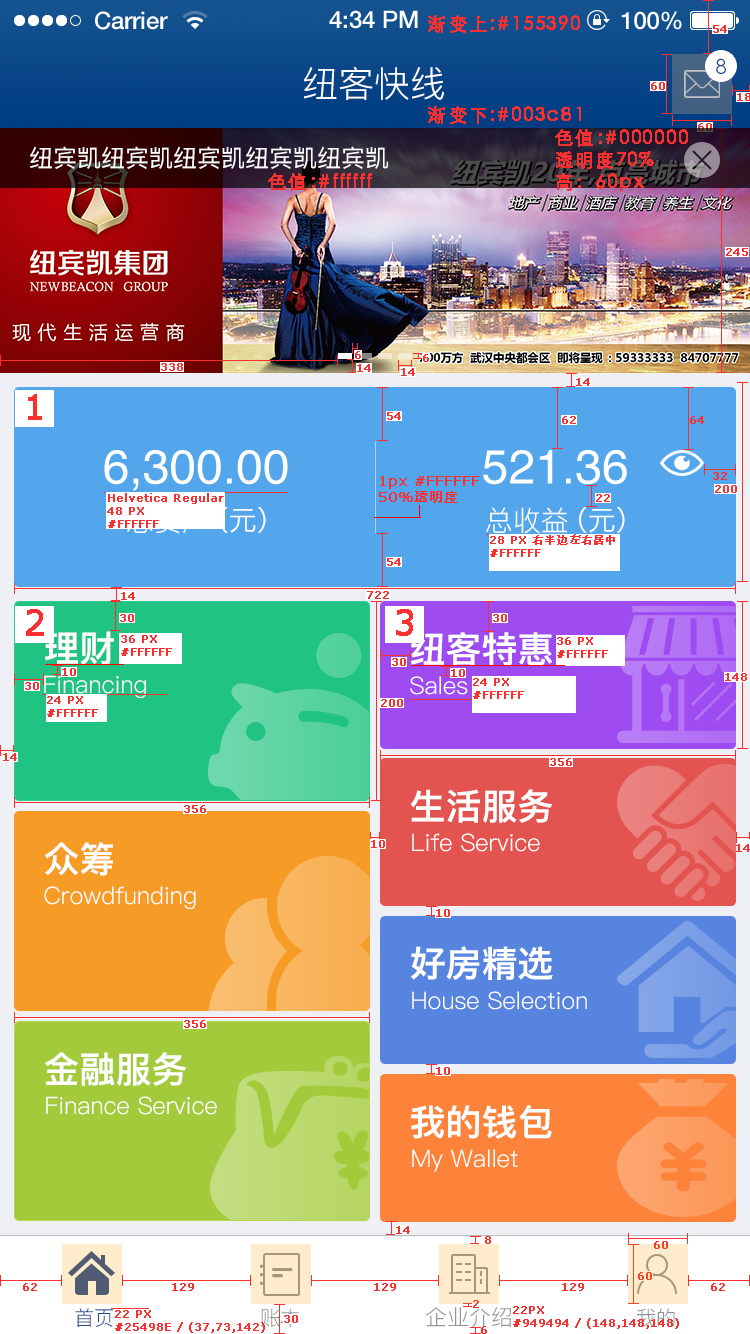 Carrier
4:34 PM
渐变上:#155390
100%
54
纽客快线
8
60
18
渐变下:#003c81
60
色值:#000000
透明度70%
高: 60px
纽宾凯纽宾凯纽宾凯纽宾凯纽宾凯
色值:#ffffff
地产/商业/酒店/教育/养生/文化
纽宾凯集团
NEWBEACON GROUP
245
现代生活运营商
00万方 武汉中央都会区 即将呈现:59333333 84707777
338
6
14
6
14
14
1
54
62
64
6,300.00
521.36
32
200
1px #FFFFFF
50%透明度
Helvetica Regular
48 PX
#FFFFFF
22
(元)
总收益 (元)
28 PX 右半边左右居中
#FFFFFF
54
14
722
2
30
理财
36 PX
#FFFFFF
10
30
Financing
24 PX
#FFFFFF
14
356
3
30
纽客特惠
36 PX
#FFFFFF
30
10
Sales
24 PX
#FFFFFF
148
200
356
生活服务
Life Service
10
14
众筹
Crowdfunding
10
好房精选
House Selection
356
金融服务
Finance Service
10
我的钱包
My Wallet
14
8
60
62
129
129
129
60
62
首页
22 PX
#25498E / (37,73,142)
30
企业介绍
2
6
22PX
#949494 / (148,148,148)
我的